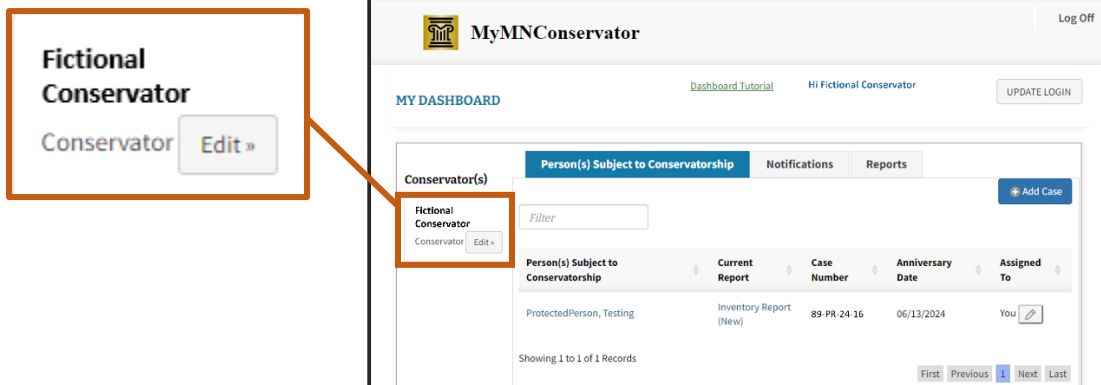 Fictional
Conservator
Conservator Edit »
MyMNConservator
Log Off
MY DASHBOARD
Dashboard Tutorial
Hi Fictional Conservator
UPDATE LOGIN
Conservator(s)
Fictional
Conservator
Conservator Edit »
Person(s) Subject to Conservatorship Notifications Reports
Add Case
Filter
Person(s) Subject to
Conservatorship
Current
Report
Case
Number
Anniversary
Date
Assigned
To
ProtectedPerson, Testing
Inventory Report
(New)
89-PR-24-16
06/13/2024
You
Showing 1 to 1 of 1 Records
First Previous 1 Next Last